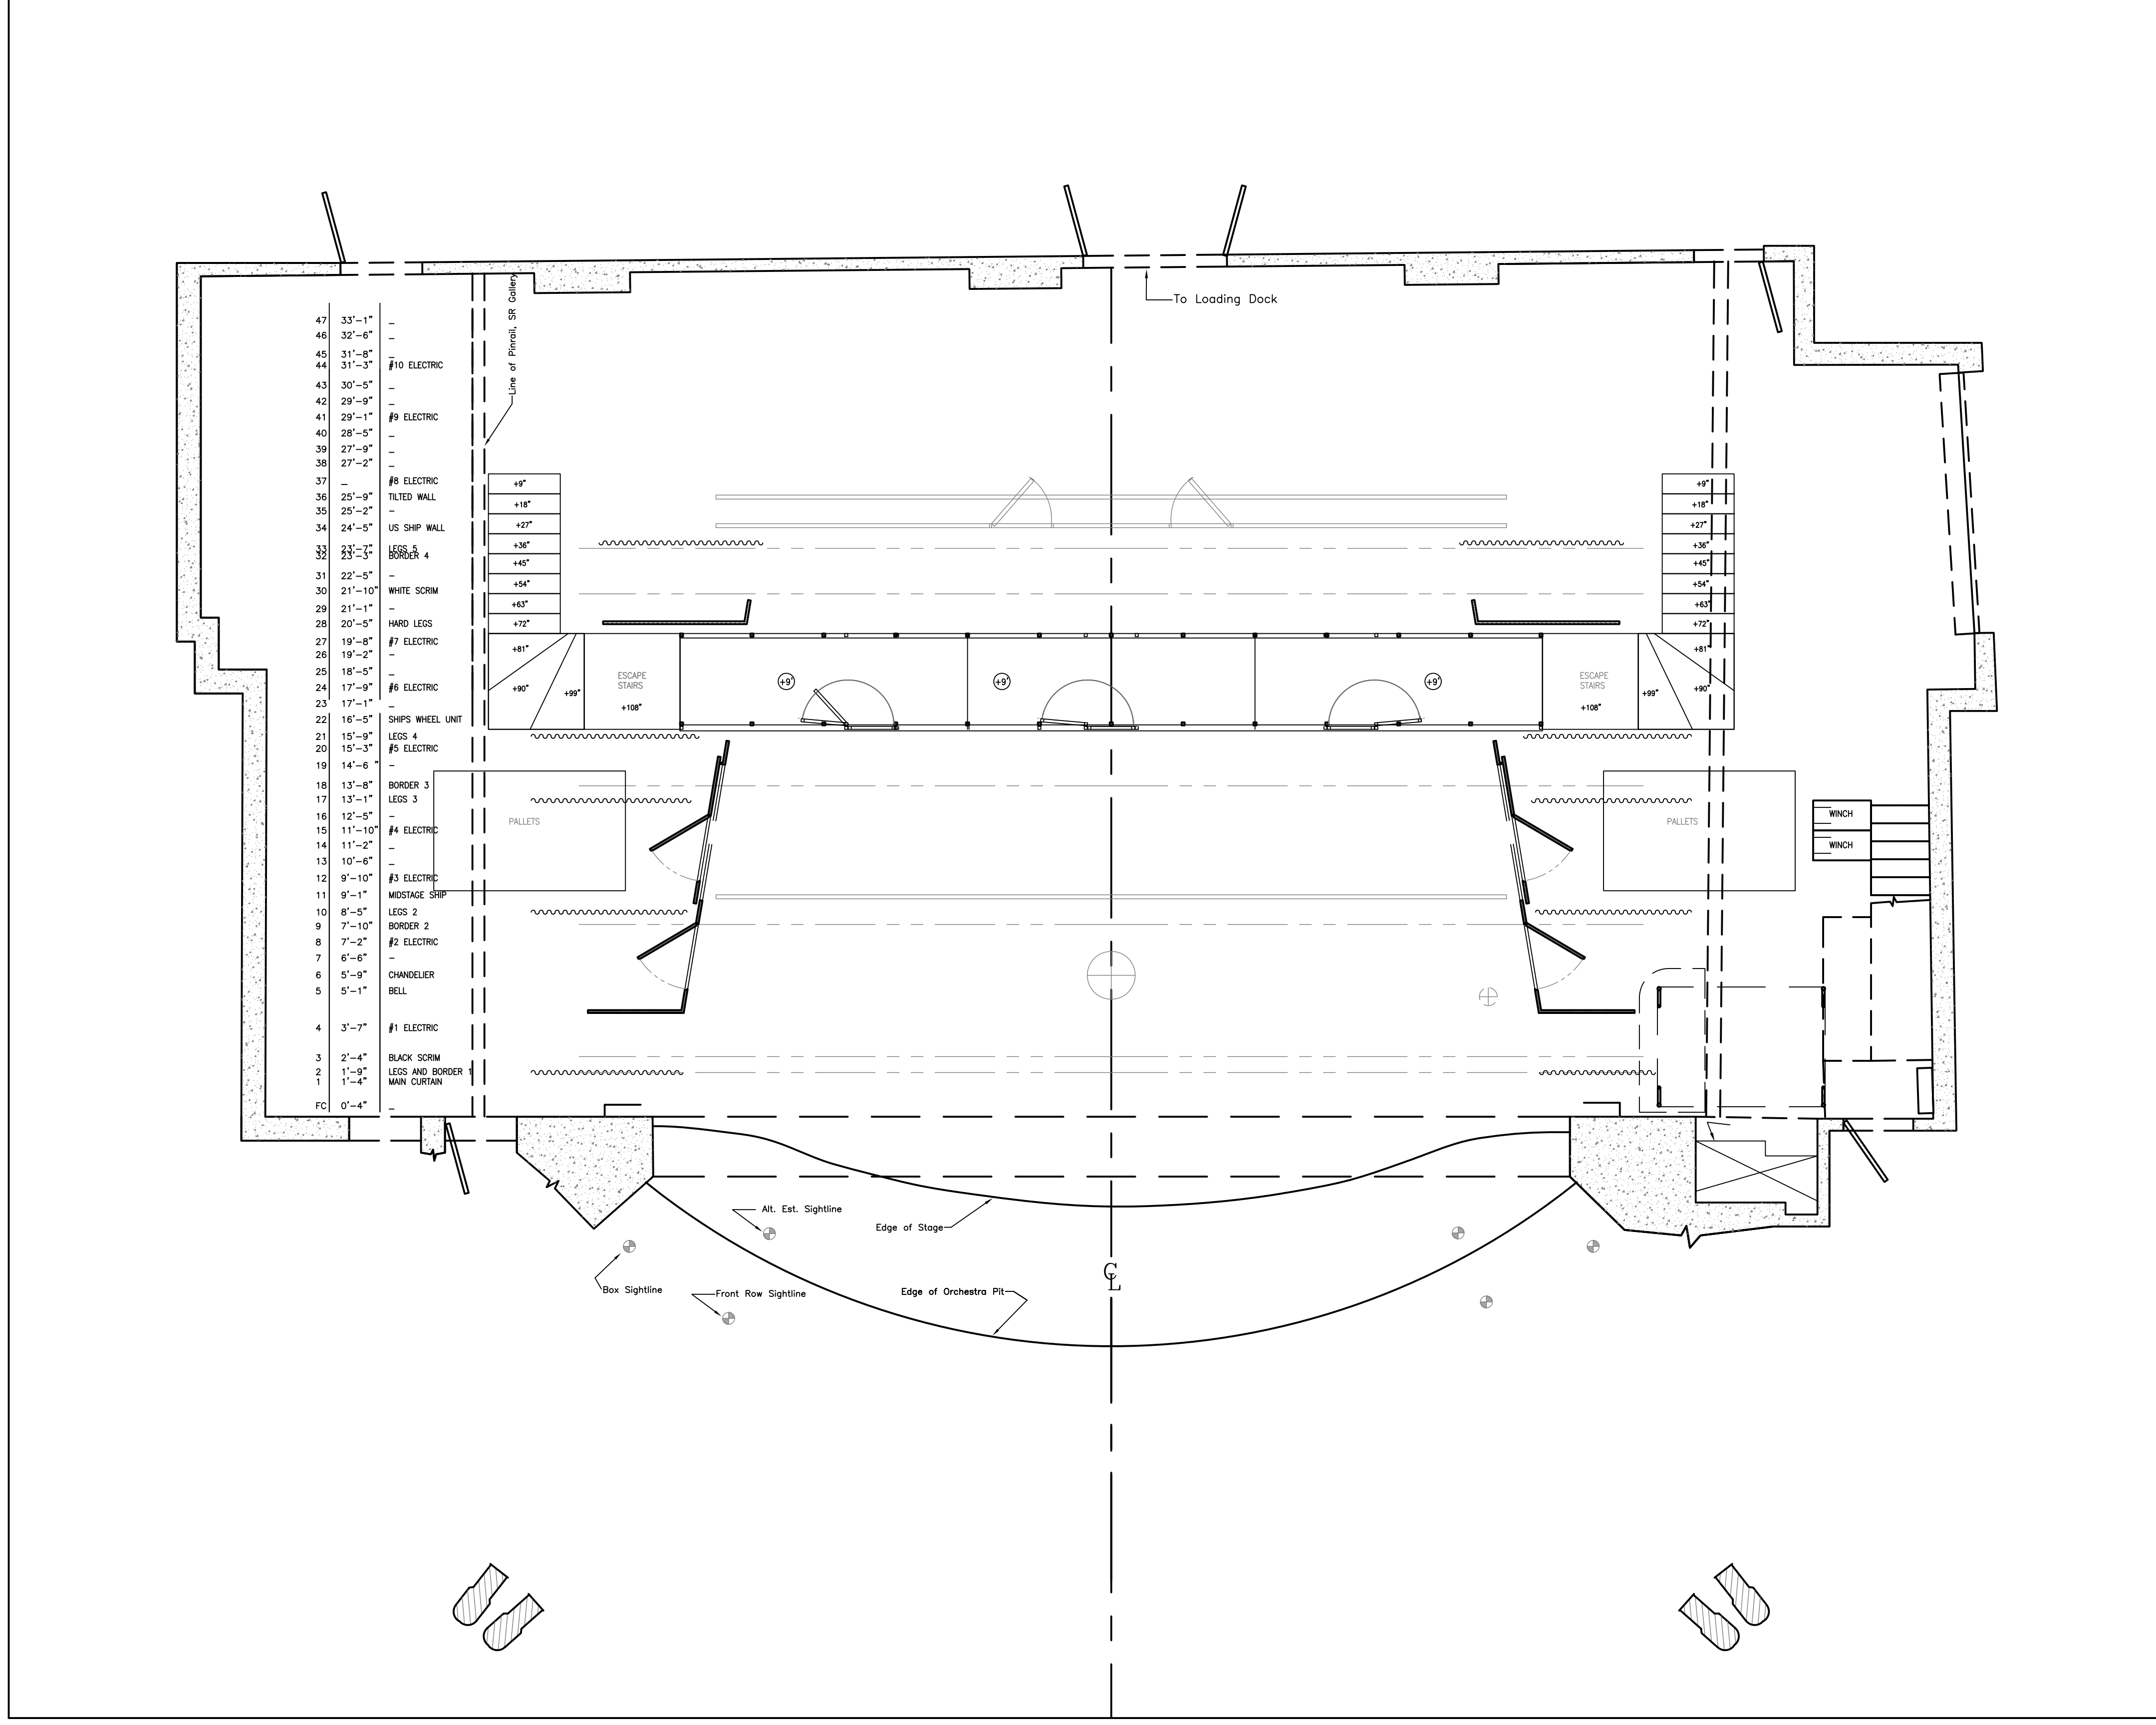 To Loading Dock
Line of Pinrail, SR Gallery
47 33'-1" _
46 32'-6" _
45 31'-8" _
44 31'-3" #10 ELECTRIC
43 30'-5" _
42 29'-9" _
41 29'-1" #9 ELECTRIC
40 28'-5" _
39 27'-9" _
38 27'-2" _
37 _ #8 ELECTRIC
36 25'-9" TILTED WALL
35 25'-2" -
34 24'-5" US SHIP WALL
33 23'-7" LEGS 5
32 23'-3" BORDER 4
31 22'-5" -
30 21'-10" WHITE SCRIM
29 21'-1" -
28 20'-5" HARD LEGS
27 19'-8" #7 ELECTRIC
26 19'-2" -
25 18'-5" _
24 17'-9" #6 ELECTRIC
23 17'-1" _
22 16'-5" SHIPS WHEEL UNIT
21 15'-9" LEGS 4
20 15'-3" #5 ELECTRIC
19 14'-6 " -
18 13'-8" BORDER 3
17 13'-1" LEGS 3
16 12'-5" -
15 11'-10" #4 ELECTRIC
14 11'-2" _
13 10'-6" _
12 9'-10" #3 ELECTRIC
11 9'-1" MIDSTAGE SHIP
10 8'-5" LEGS 2
9 7'-10" BORDER 2
8 7'-2" #2 ELECTRIC
7 6'-6" -
6 5'-9" CHANDELIER
5 5'-1" BELL
4 3'-7" #1 ELECTRIC
3 2'-4" BLACK SCRIM
2 1'-9" LEGS AND BORDER 1
1 1'-4" MAIN CURTAIN
FC 0'-4" _
+9"
+18"
+27"
+36"
+45"
+54"
+63"
+72"
+81"
+90"
+99"
ESCAPE
STAIRS
+108"
+9'
+9'
+9'
ESCAPE
STAIRS
+108"
+9"
+18"
+27"
+36"
+45"
+54"
+63"
+72"
+81"
+90"
+99"
PALLETS
PALLETS
WINCH
WINCH
Alt. Est. Sightline
Edge of Stage
Box Sightline
Front Row Sightline
Edge of Orchestra Pit
CL